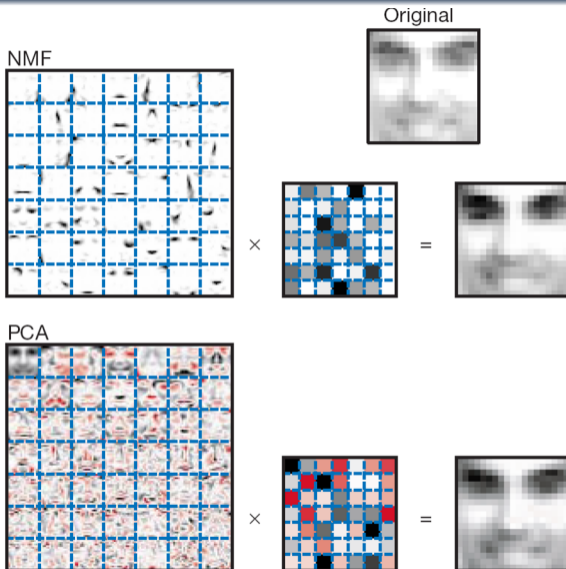 Original
NMF
×
=
PCA
×
=